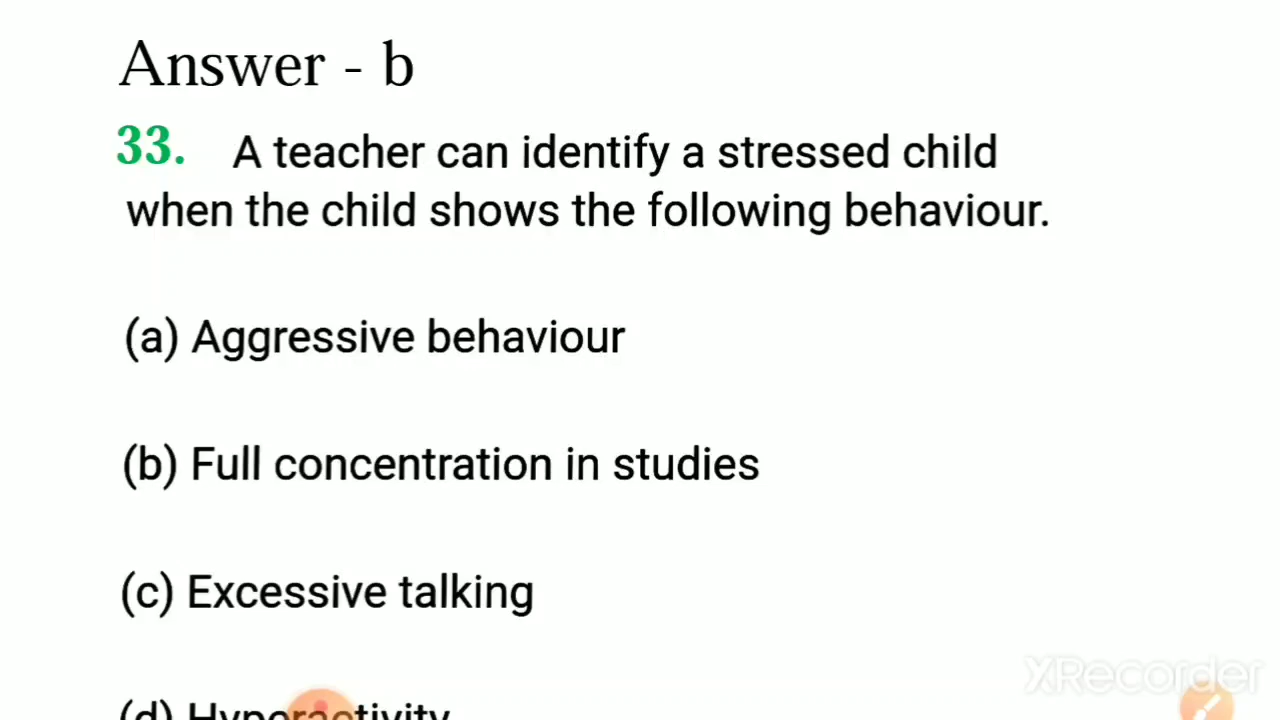 Answer - b
33. A teacher can identify a stressed child
when the child shows the following behaviour.
(a) Aggressive behaviour
(b) Full concentration in studies
(c) Excessive talking
XRecorder
(d) Hyperactivity